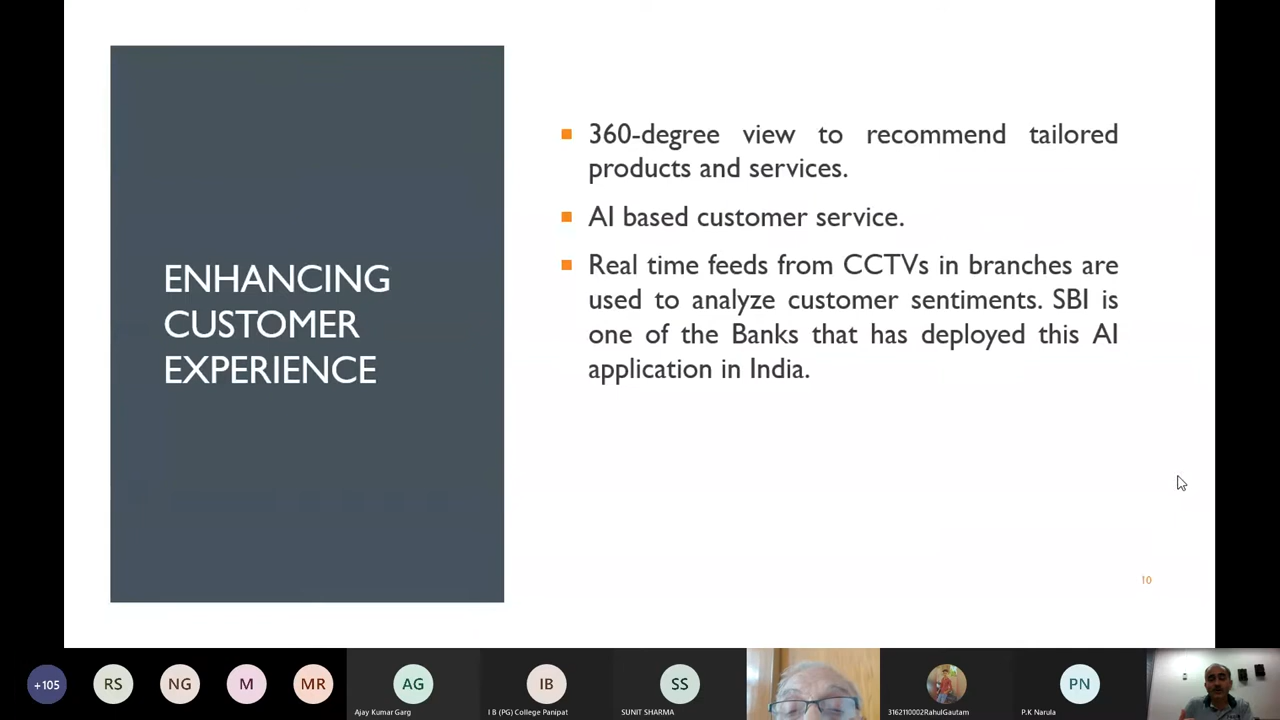 ENHANCING
CUSTOMER
EXPERIENCE
360-degree view to recommend tailored
products and services.
AI based customer service.
Real time feeds from CCTVs in branches are
used to analyze customer sentiments. SBI is
one of the Banks that has deployed this AI
application in India.
10
+105
RS
NG
M
MR
AG
IB
SS
PN
Ajay Kumar Garg
I B (PG) College Panipat
SUNIT SHARMA
3162110002RahulGautam
P.K Narula